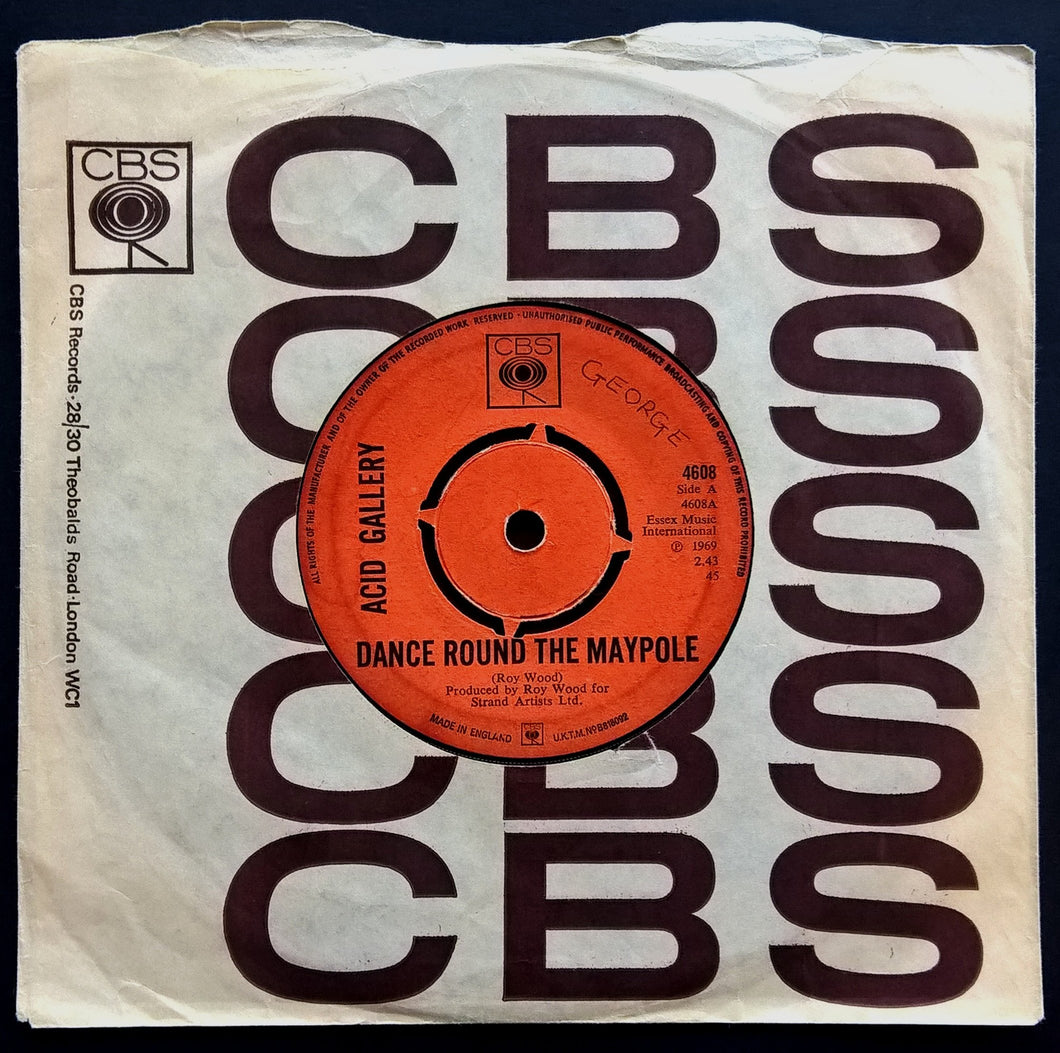 CBS
CBS
CBS Records · 28/30 Theobalds Road · London WC1
CBS
CBS
CBS
CBS
ALL RIGHTS OF THE MANUFACTURER AND OF THE OWNER OF THE RECORDED WORK RESERVED · UNAUTHORISED PUBLIC PERFORMANCE BROADCASTING AND COPYING OF THIS RECORD PROHIBITED
CBS
GEORGE
ACID GALLERY
4608
Side A
4608A
Essex Music
International
℗ 1969
2.43
45
DANCE ROUND THE MAYPOLE
(Roy Wood)
Produced by Roy Wood for
Strand Artists Ltd.
MADE IN ENGLAND CBS U.K.T.M. No B818092